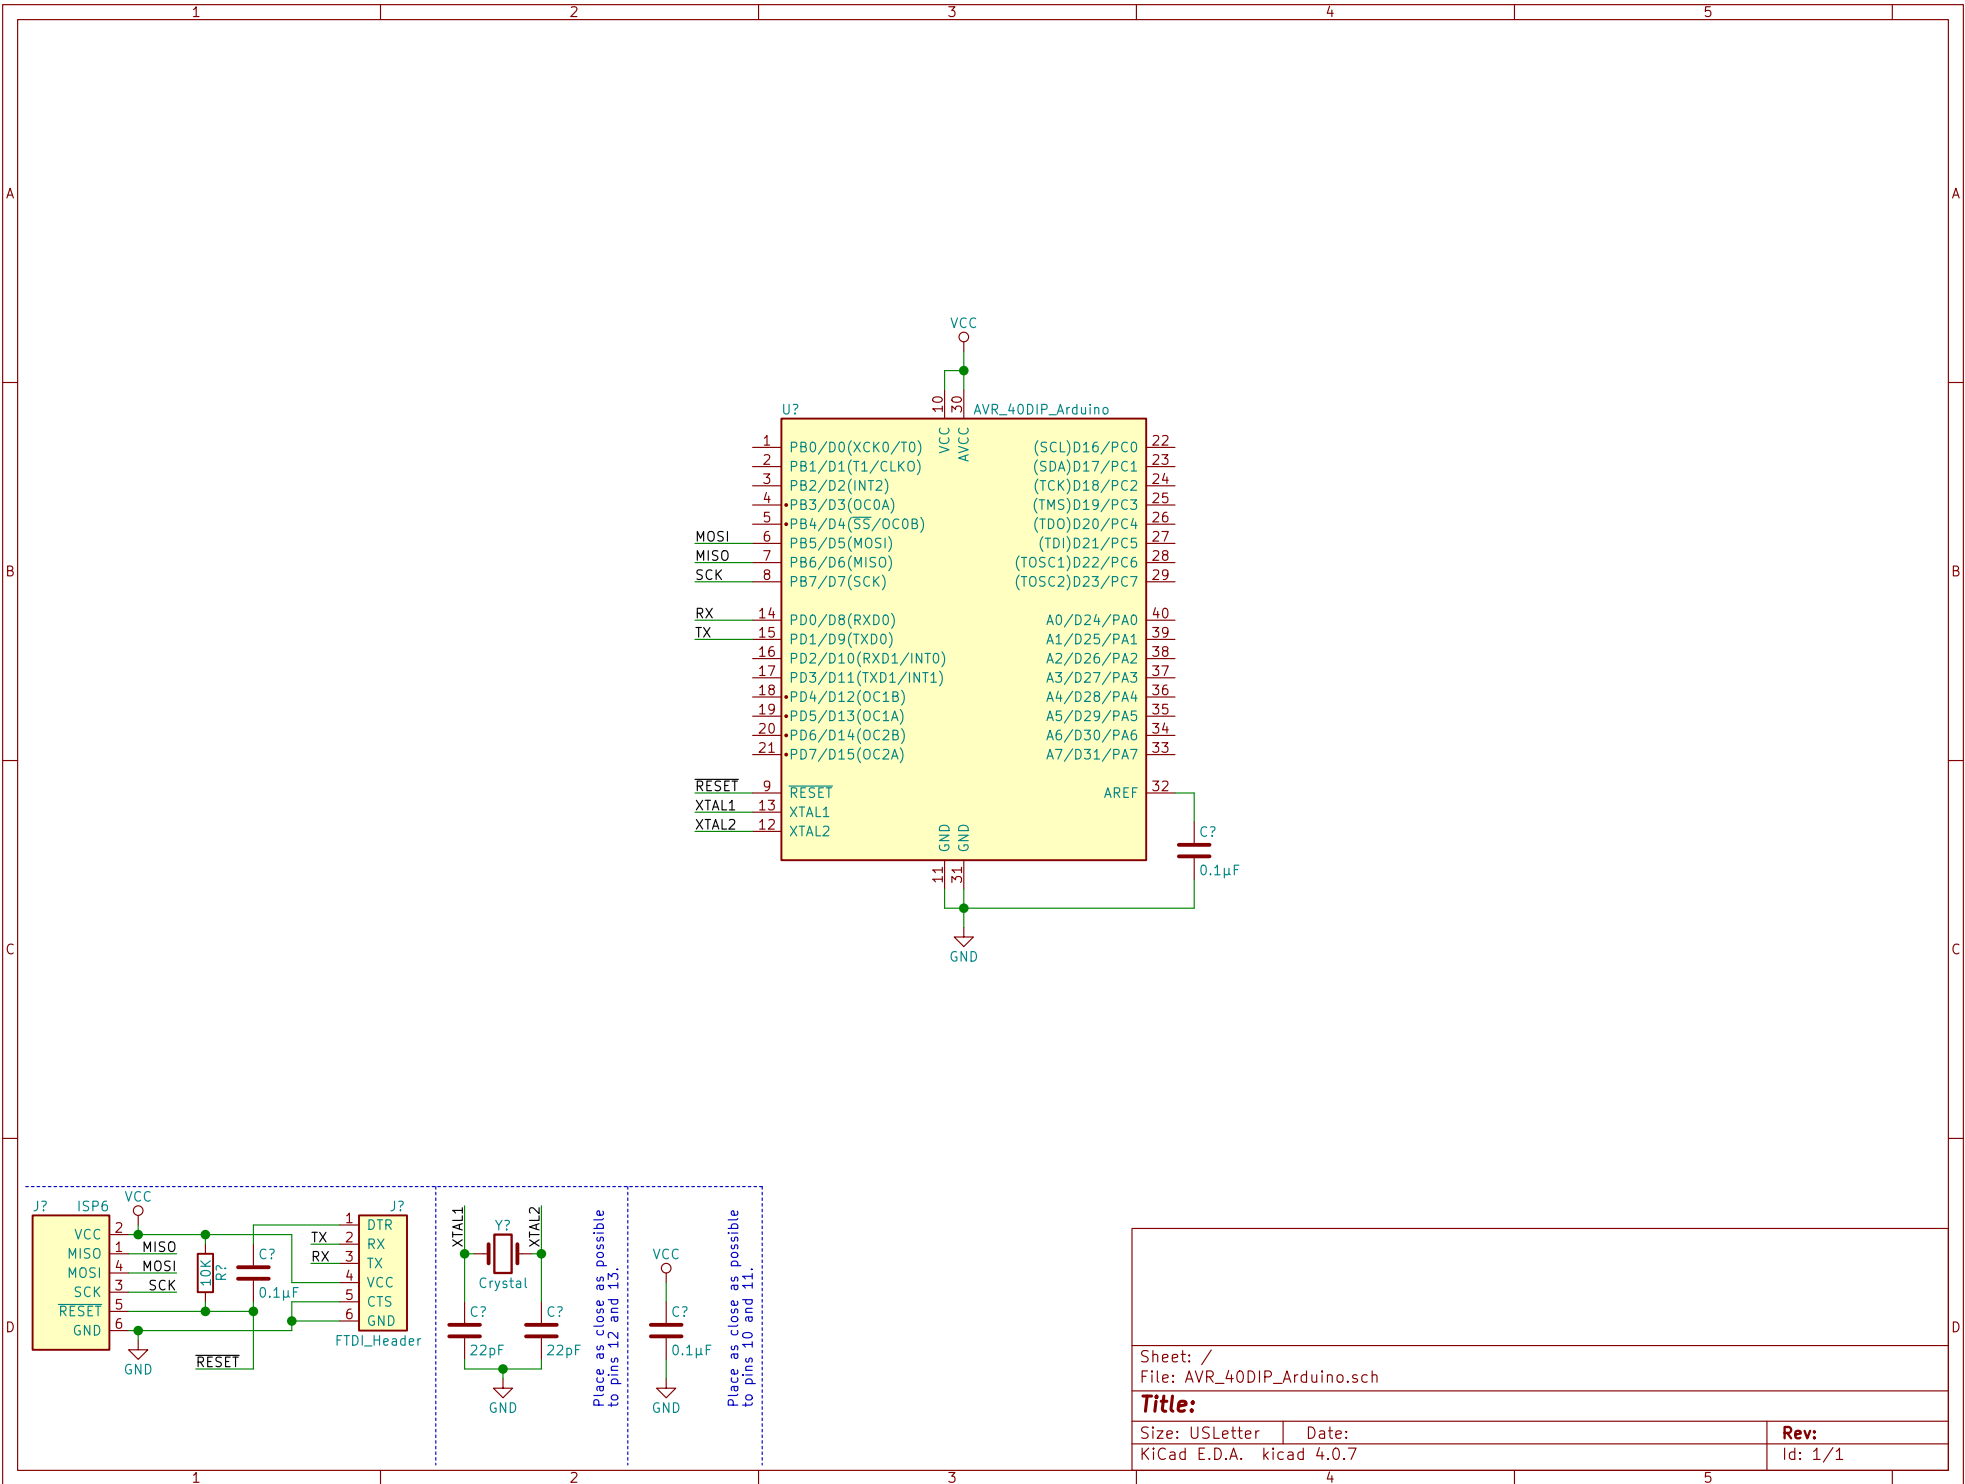 1 2 3 4 5
A A
B B
C C
D D
VCC
U? AVR_40DIP_Arduino
10 VCC
30 AVCC
1 PB0/D0(XCK0/T0)
2 PB1/D1(T1/CLKO)
3 PB2/D2(INT2)
4 PB3/D3(OC0A)
5 PB4/D4(SS/OC0B)
MOSI 6 PB5/D5(MOSI)
MISO 7 PB6/D6(MISO)
SCK 8 PB7/D7(SCK)
RX 14 PD0/D8(RXD0)
TX 15 PD1/D9(TXD0)
16 PD2/D10(RXD1/INT0)
17 PD3/D11(TXD1/INT1)
18 PD4/D12(OC1B)
19 PD5/D13(OC1A)
20 PD6/D14(OC2B)
21 PD7/D15(OC2A)
RESET 9 RESET
XTAL1 13 XTAL1
XTAL2 12 XTAL2
(SCL)D16/PC0 22
(SDA)D17/PC1 23
(TCK)D18/PC2 24
(TMS)D19/PC3 25
(TDO)D20/PC4 26
(TDI)D21/PC5 27
(TOSC1)D22/PC6 28
(TOSC2)D23/PC7 29
A0/D24/PA0 40
A1/D25/PA1 39
A2/D26/PA2 38
A3/D27/PA3 37
A4/D28/PA4 36
A5/D29/PA5 35
A6/D30/PA6 34
A7/D31/PA7 33
AREF 32
C?
0.1µF
GND 11
GND 31
GND
J? ISP6
VCC
VCC 2
MISO 1 MISO
MOSI 4 MOSI
SCK 3 SCK
RESET 5
GND 6
GND
RESET
10K
R?
C?
0.1µF
J?
1 DTR
TX 2 RX
RX 3 TX
4 VCC
5 CTS
6 GND
FTDI_Header
XTAL1
XTAL2
Y?
Crystal
C?
22pF
C?
22pF
GND
Place as close as possible
to pins 12 and 13.
VCC
C?
0.1µF
GND
Place as close as possible
to pins 10 and 11.
Sheet: /
File: AVR_40DIP_Arduino.sch
Title:
Size: USLetter Date: Rev:
KiCad E.D.A. kicad 4.0.7 Id: 1/1
1 2 3 4 5